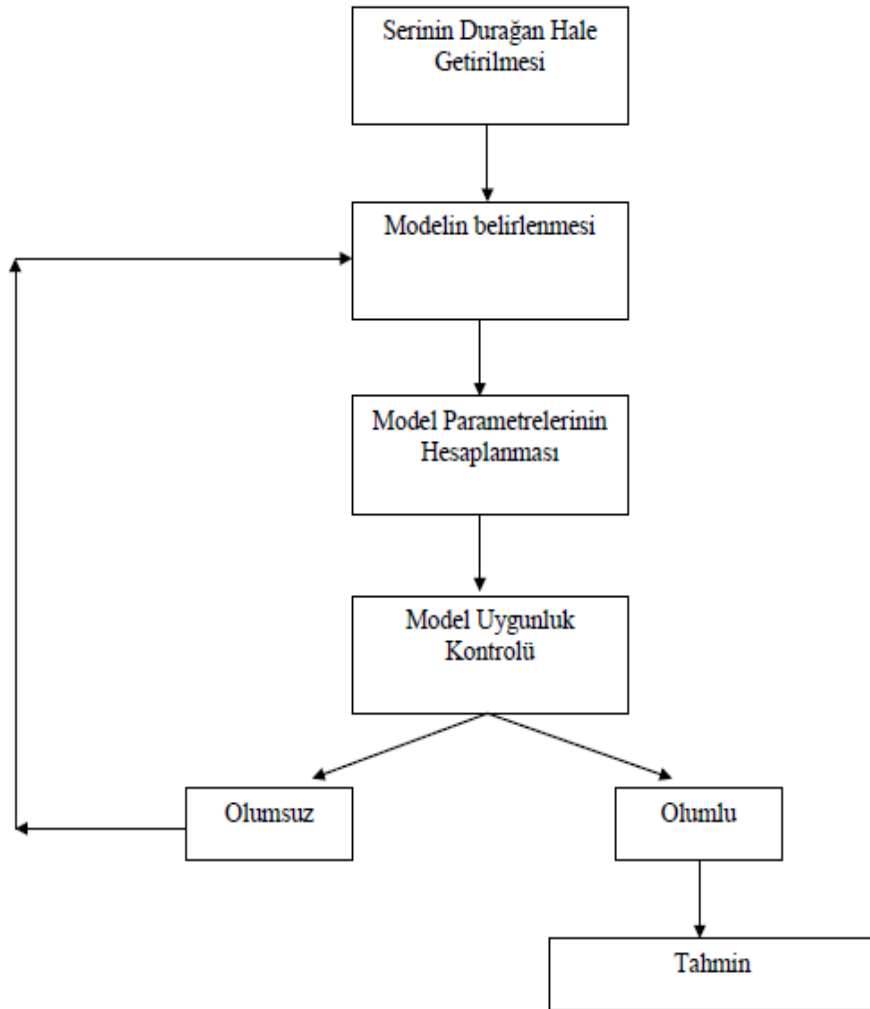 Serinin Durağan Hale
Getirilmesi
Modelin belirlenmesi
Model Parametrelerinin
Hesaplanması
Model Uygunluk
Kontrolü
Olumsuz
Olumlu
Tahmin